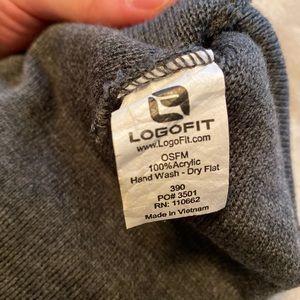 LOGOFIT
www.LogoFit.com
OSFM
100%Acrylic
Hand Wash - Dry Flat
390
PO# 3501
RN: 110662
Made in Vietnam